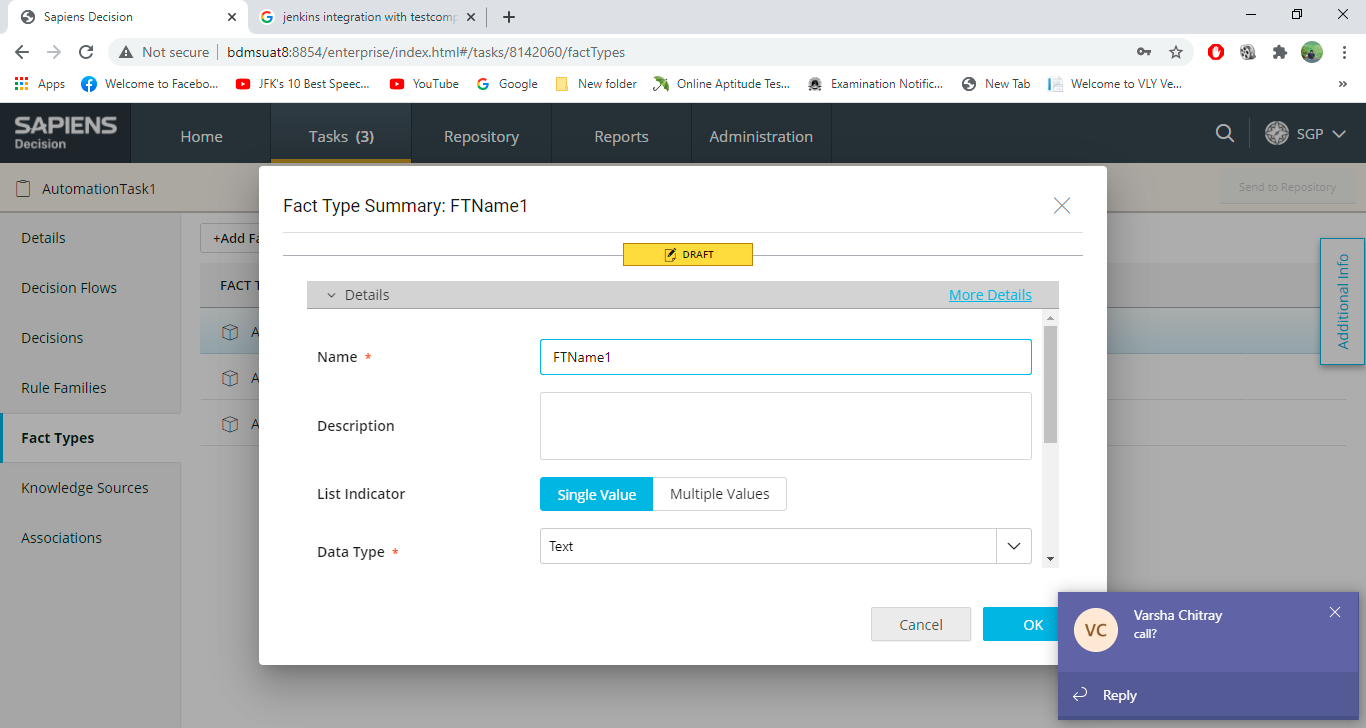 Sapiens Decision
jenkins integration with testcomp
Not secure
bdmsuat8:8854/enterprise/index.html#/tasks/8142060/factTypes
Apps
Welcome to Facebo...
JFK's 10 Best Speec...
YouTube
Google
New folder
Online Aptitude Tes...
Examination Notific...
New Tab
Welcome to VLY Ve...
»
SAPIENS
Decision
Home
Tasks (3)
Repository
Reports
Administration
SGP
AutomationTask1
Send to Repository
Details
Decision Flows
Decisions
Rule Families
Fact Types
Knowledge Sources
Associations
+Add Fa
FACT T
A
A
A
Additional Info
Fact Type Summary: FTName1
DRAFT
Details
More Details
Name *
FTName1
Description
List Indicator
Single Value
Multiple Values
Data Type *
Text
Cancel
OK
VC
Varsha Chitray
call?
Reply